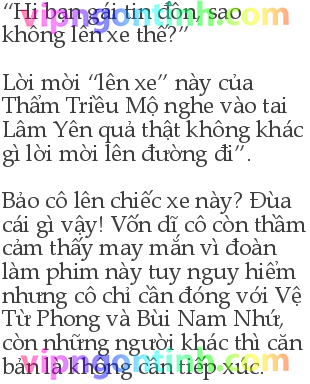 “Hi bạn gái tin đồn, sao
không lên xe thế?”
Lời mời “lên xe” này của
Thẩm Triều Mộ nghe vào tai
Lâm Yên quả thật không khác
gì lời mời lên đường đi”.
Bảo cô lên chiếc xe này? Đùa
cái gì vậy! Vốn dĩ cô còn thầm
cảm thấy may mắn vì đoàn
làm phim này tuy nguy hiểm
nhưng cô chỉ cần đóng với Vệ
Từ Phong và Bùi Nam Nhứ,
còn những người khác thì căn
bản là không cần tiếp xúc.
vipngontinh.com
vipngontinh.com